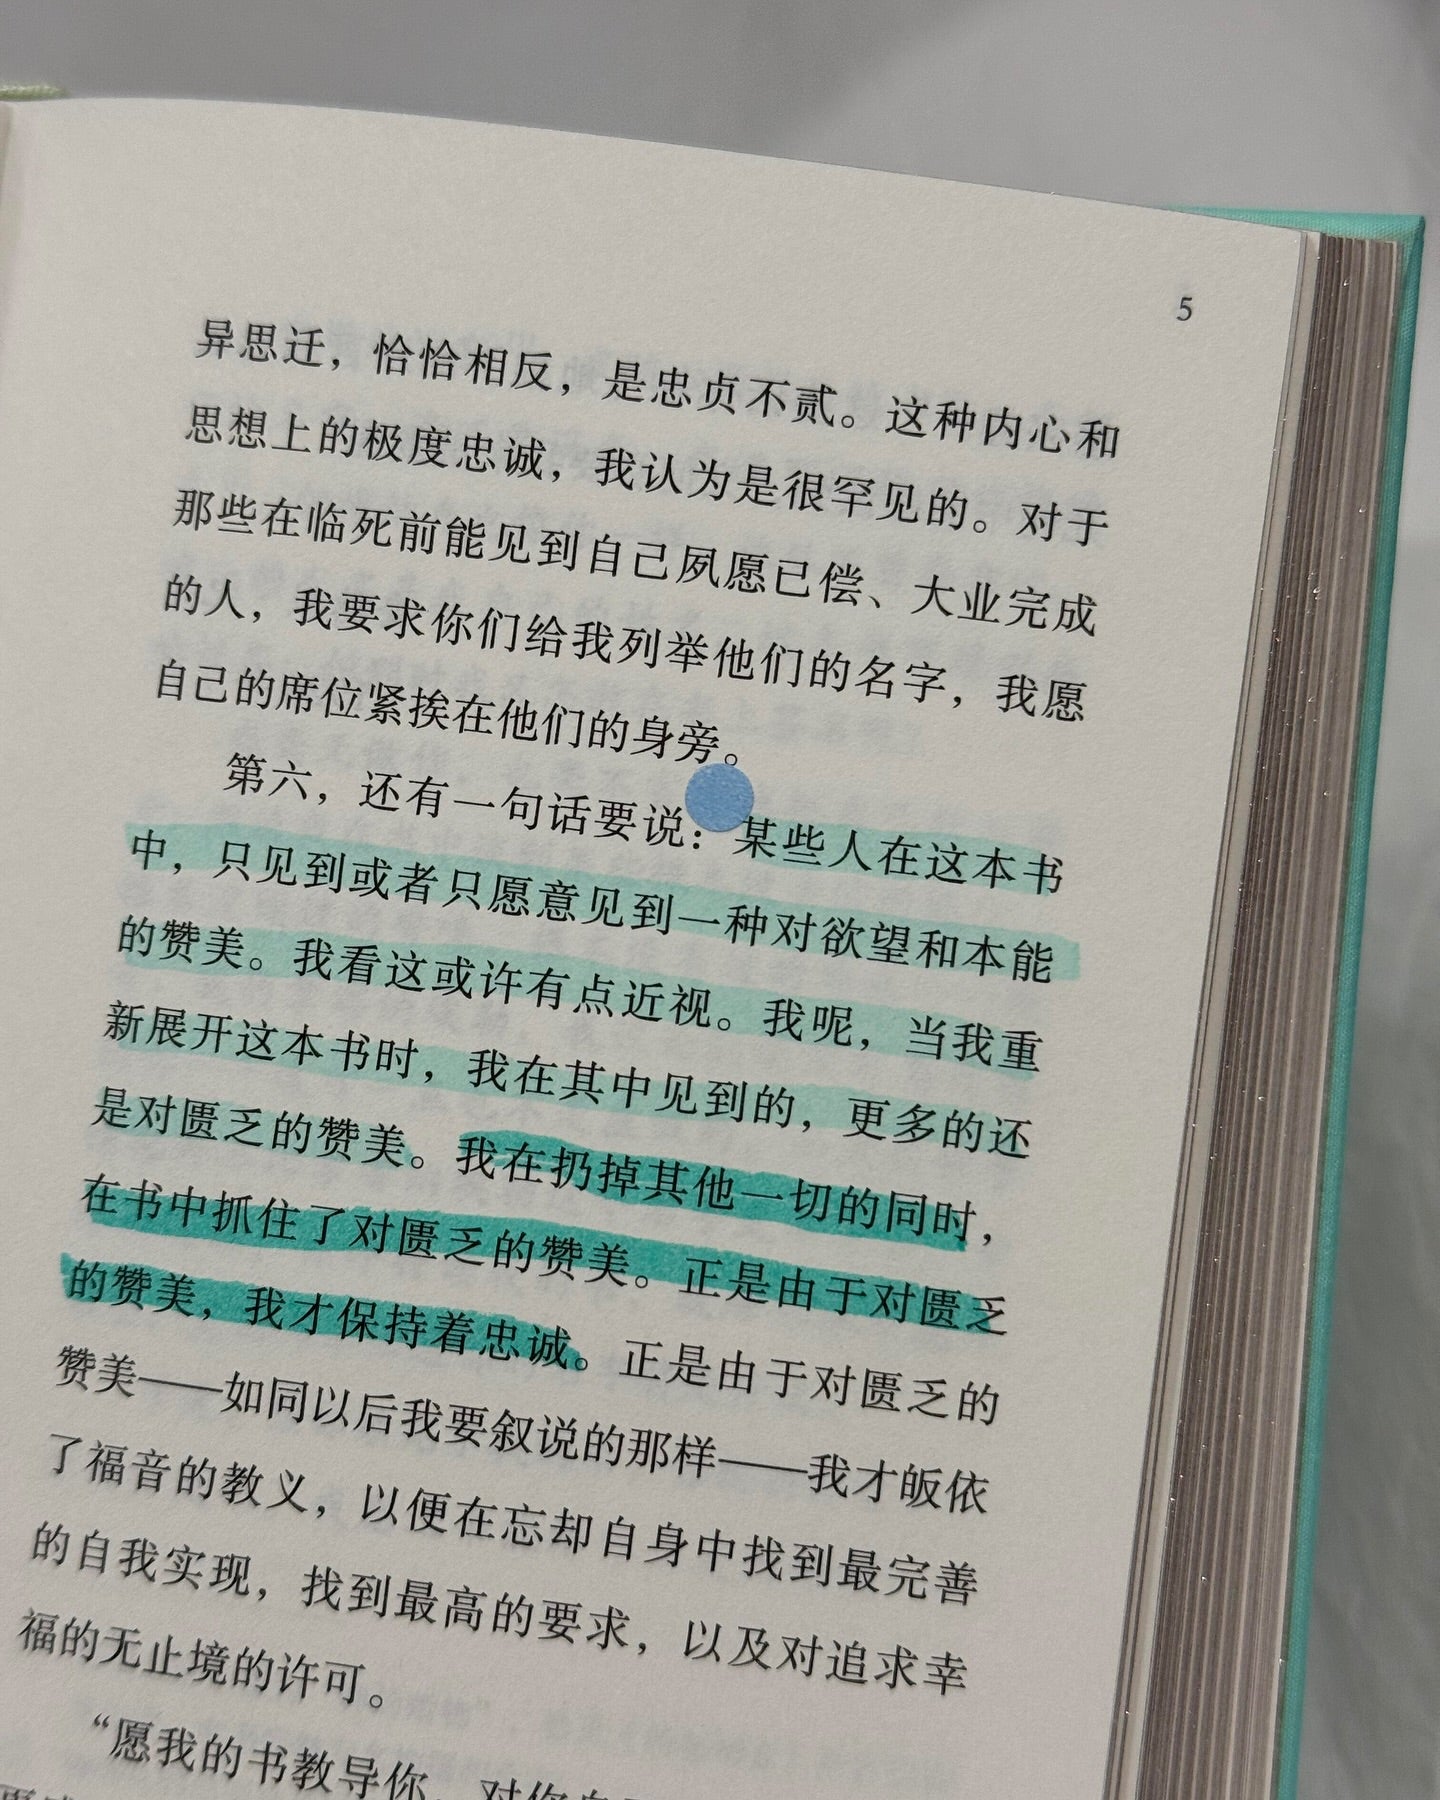 5
异思迁，恰恰相反，是忠贞不贰。这种内心和
思想上的极度忠诚，我认为是很罕见的。对于
那些在临死前能见到自己夙愿已偿、大业完成
的人，我要求你们给我列举他们的名字，我愿
自己的席位紧挨在他们的身旁。
第六，还有一句话要说：某些人在这本书
中，只见到或者只愿意见到一种对欲望和本能
的赞美。我看这或许有点近视。我呢，当我重
新展开这本书时，我在其中见到的，更多的还
是对匮乏的赞美。我在扔掉其他一切的同时，
在书中抓住了对匮乏的赞美。正是由于对匮乏
的赞美，我才保持着忠诚。正是由于对匮乏的
赞美——如同以后我要叙说的那样——我才皈依
了福音的教义，以便在忘却自身中找到最完善
的自我实现，找到最高的要求，以及对追求幸
福的无止境的许可。
“愿我的书教导你，对你自